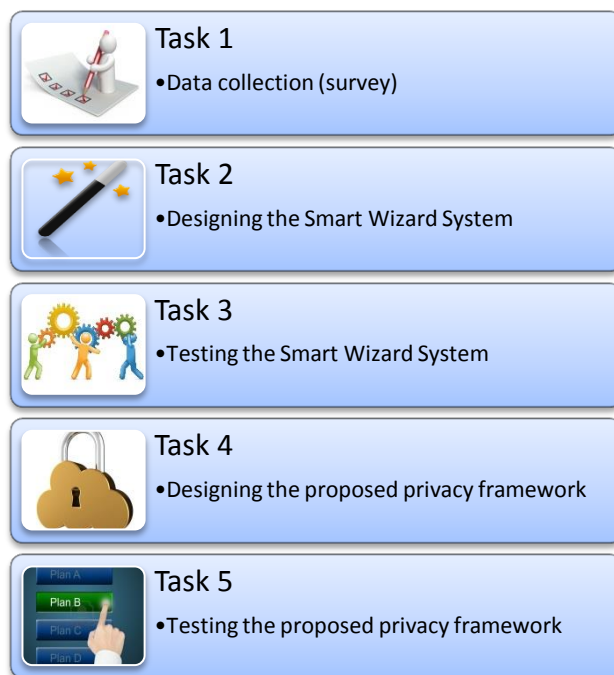 Task 1
•Data collection (survey)
Task 2
•Designing the Smart Wizard System
Task 3
•Testing the Smart Wizard System
Task 4
•Designing the proposed privacy framework
Task 5
•Testing the proposed privacy framework
Plan A
Plan B
Plan C
Plan D